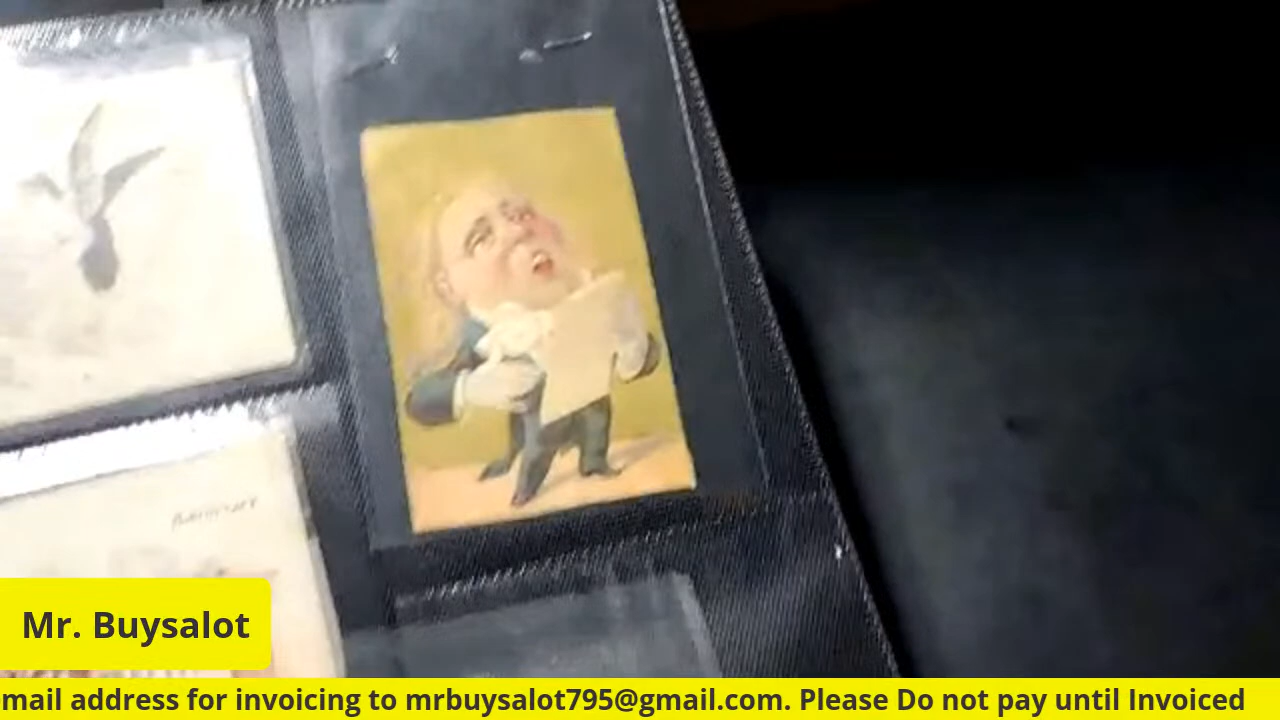 Mr. Buysalot
mail address for invoicing to mrbuysalot795@gmail.com. Please Do not pay until Invoiced